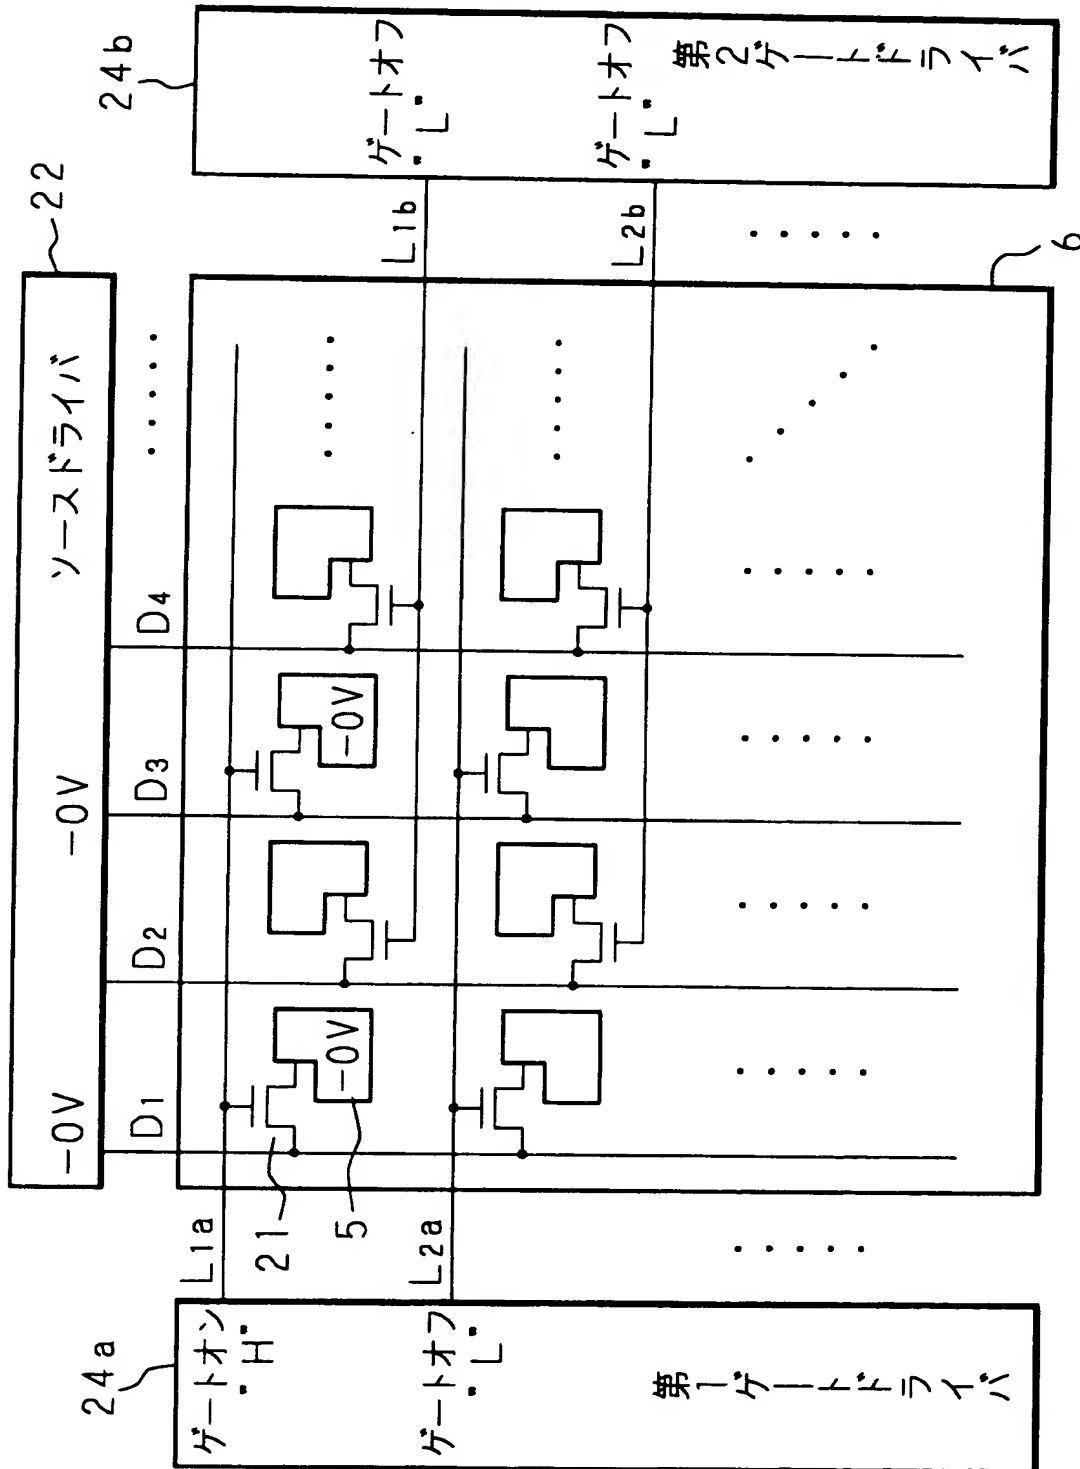 22
ソースドライバ
-0V
-0V
D1
D2
D3
D4
24a
ゲートオン
"H"
ゲートオフ
"L"
第1ゲートドライバ
L1a
L2a
21
5
-0V
-0V
24b
ゲートオフ
"L"
ゲートオフ
"L"
第2ゲートドライバ
L1b
L2b
6